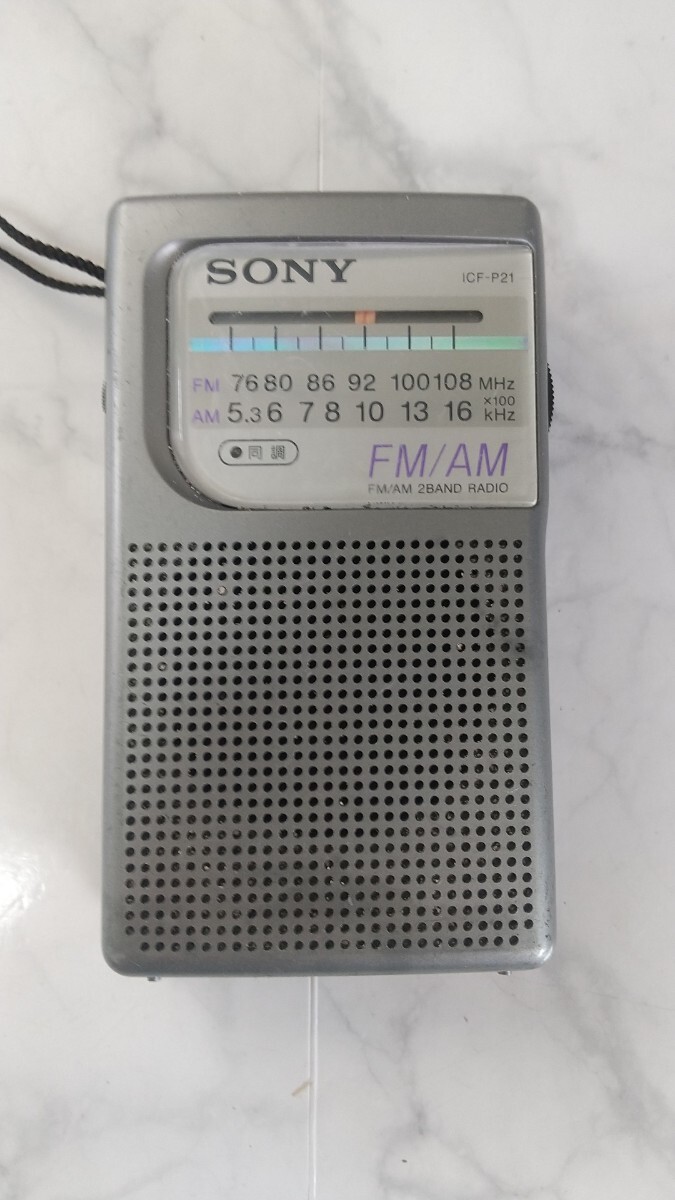 SONY ICF-P21
FM 76 80 86 92 100 108 MHz
AM 5.3 6 7 8 10 13 16 ×100 kHz
同調 FM/AM
FM/AM 2BAND RADIO